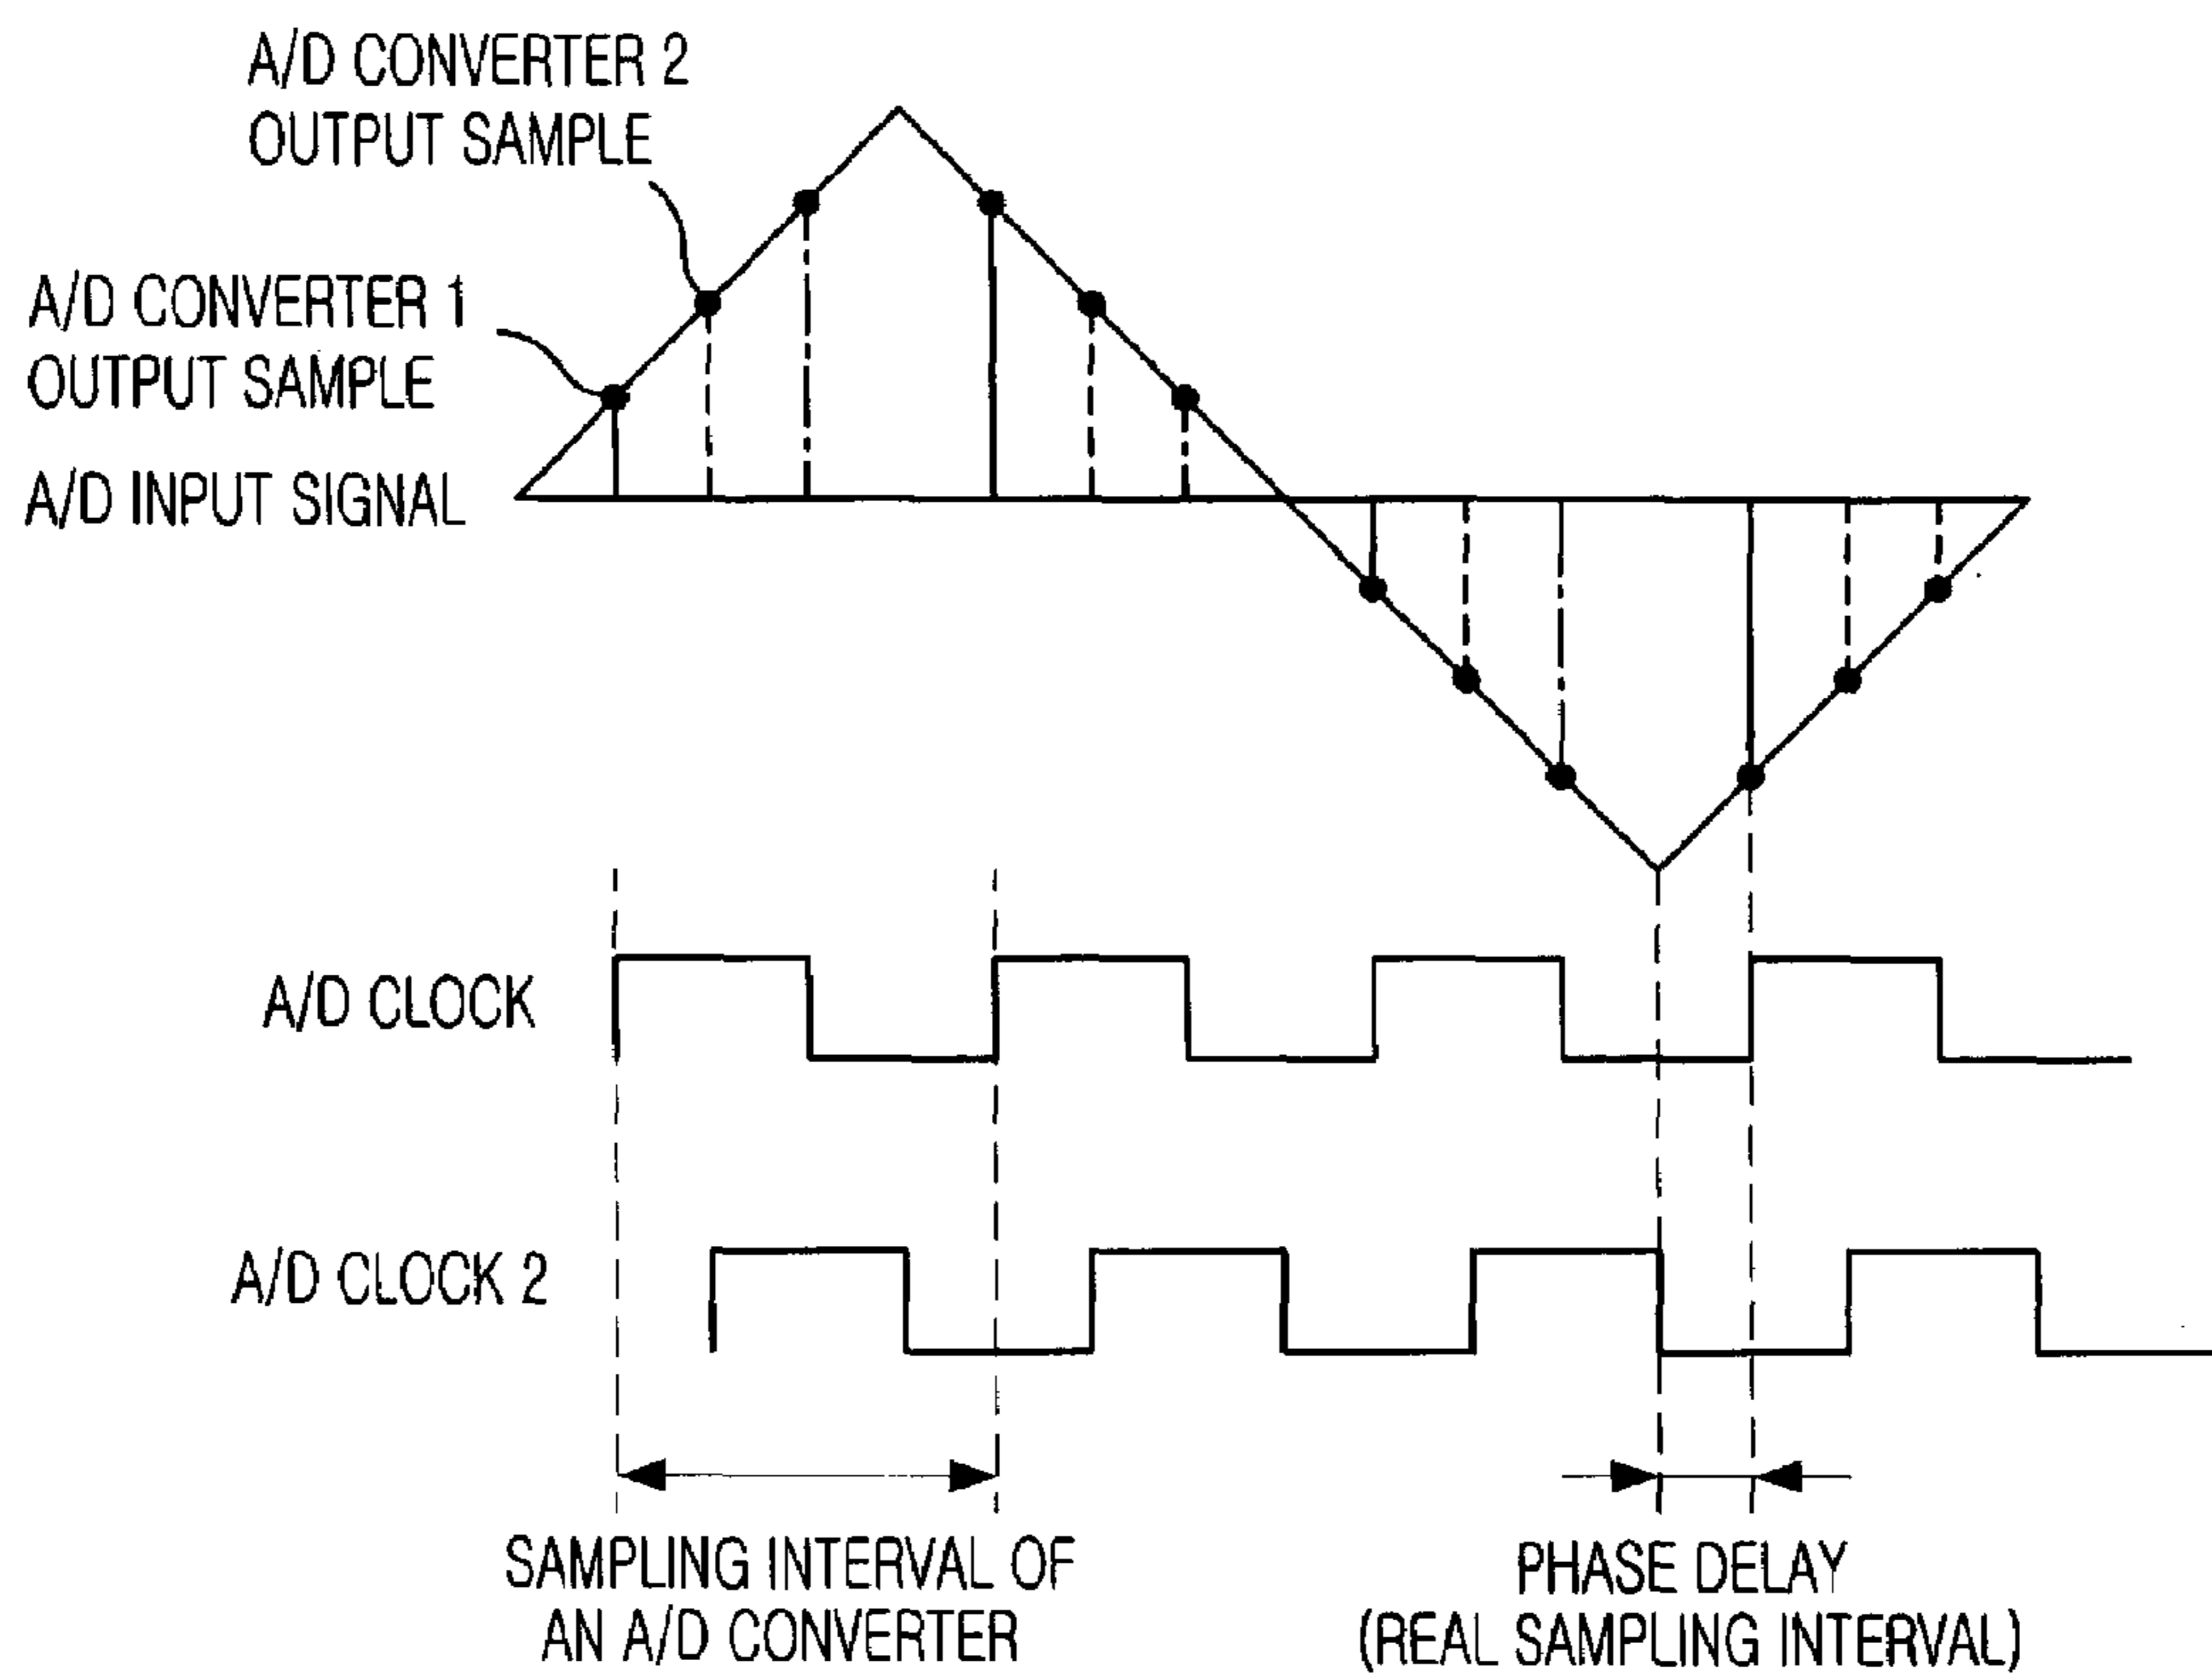 A/D CONVERTER 2
OUTPUT SAMPLE
A/D CONVERTER 1
OUTPUT SAMPLE
A/D INPUT SIGNAL
A/D CLOCK
A/D CLOCK 2
SAMPLING INTERVAL OF
AN A/D CONVERTER
PHASE DELAY
(REAL SAMPLING INTERVAL)